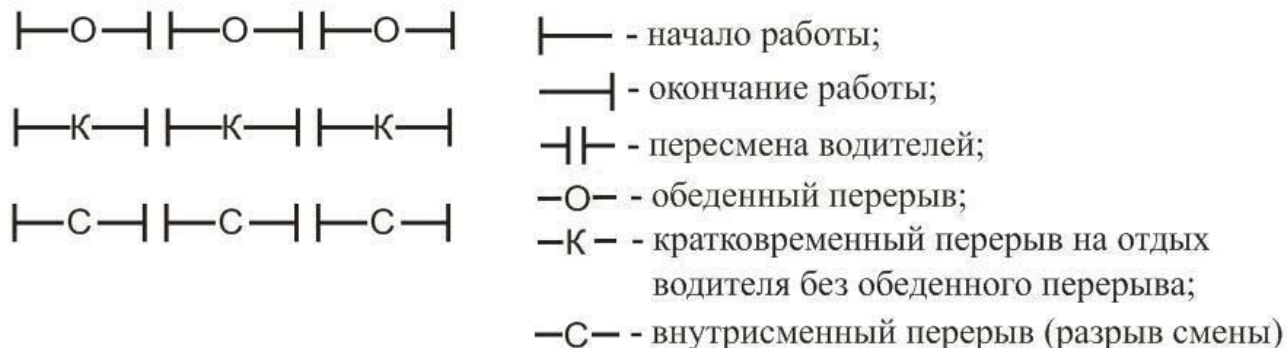 О О О
К К К
С С С
- начало работы;
- окончание работы;
- пересмена водителей;
О - обеденный перерыв;
К - кратковременный перерыв на отдых
водителя без обеденного перерыва;
С - внутрисменный перерыв (разрыв смены)